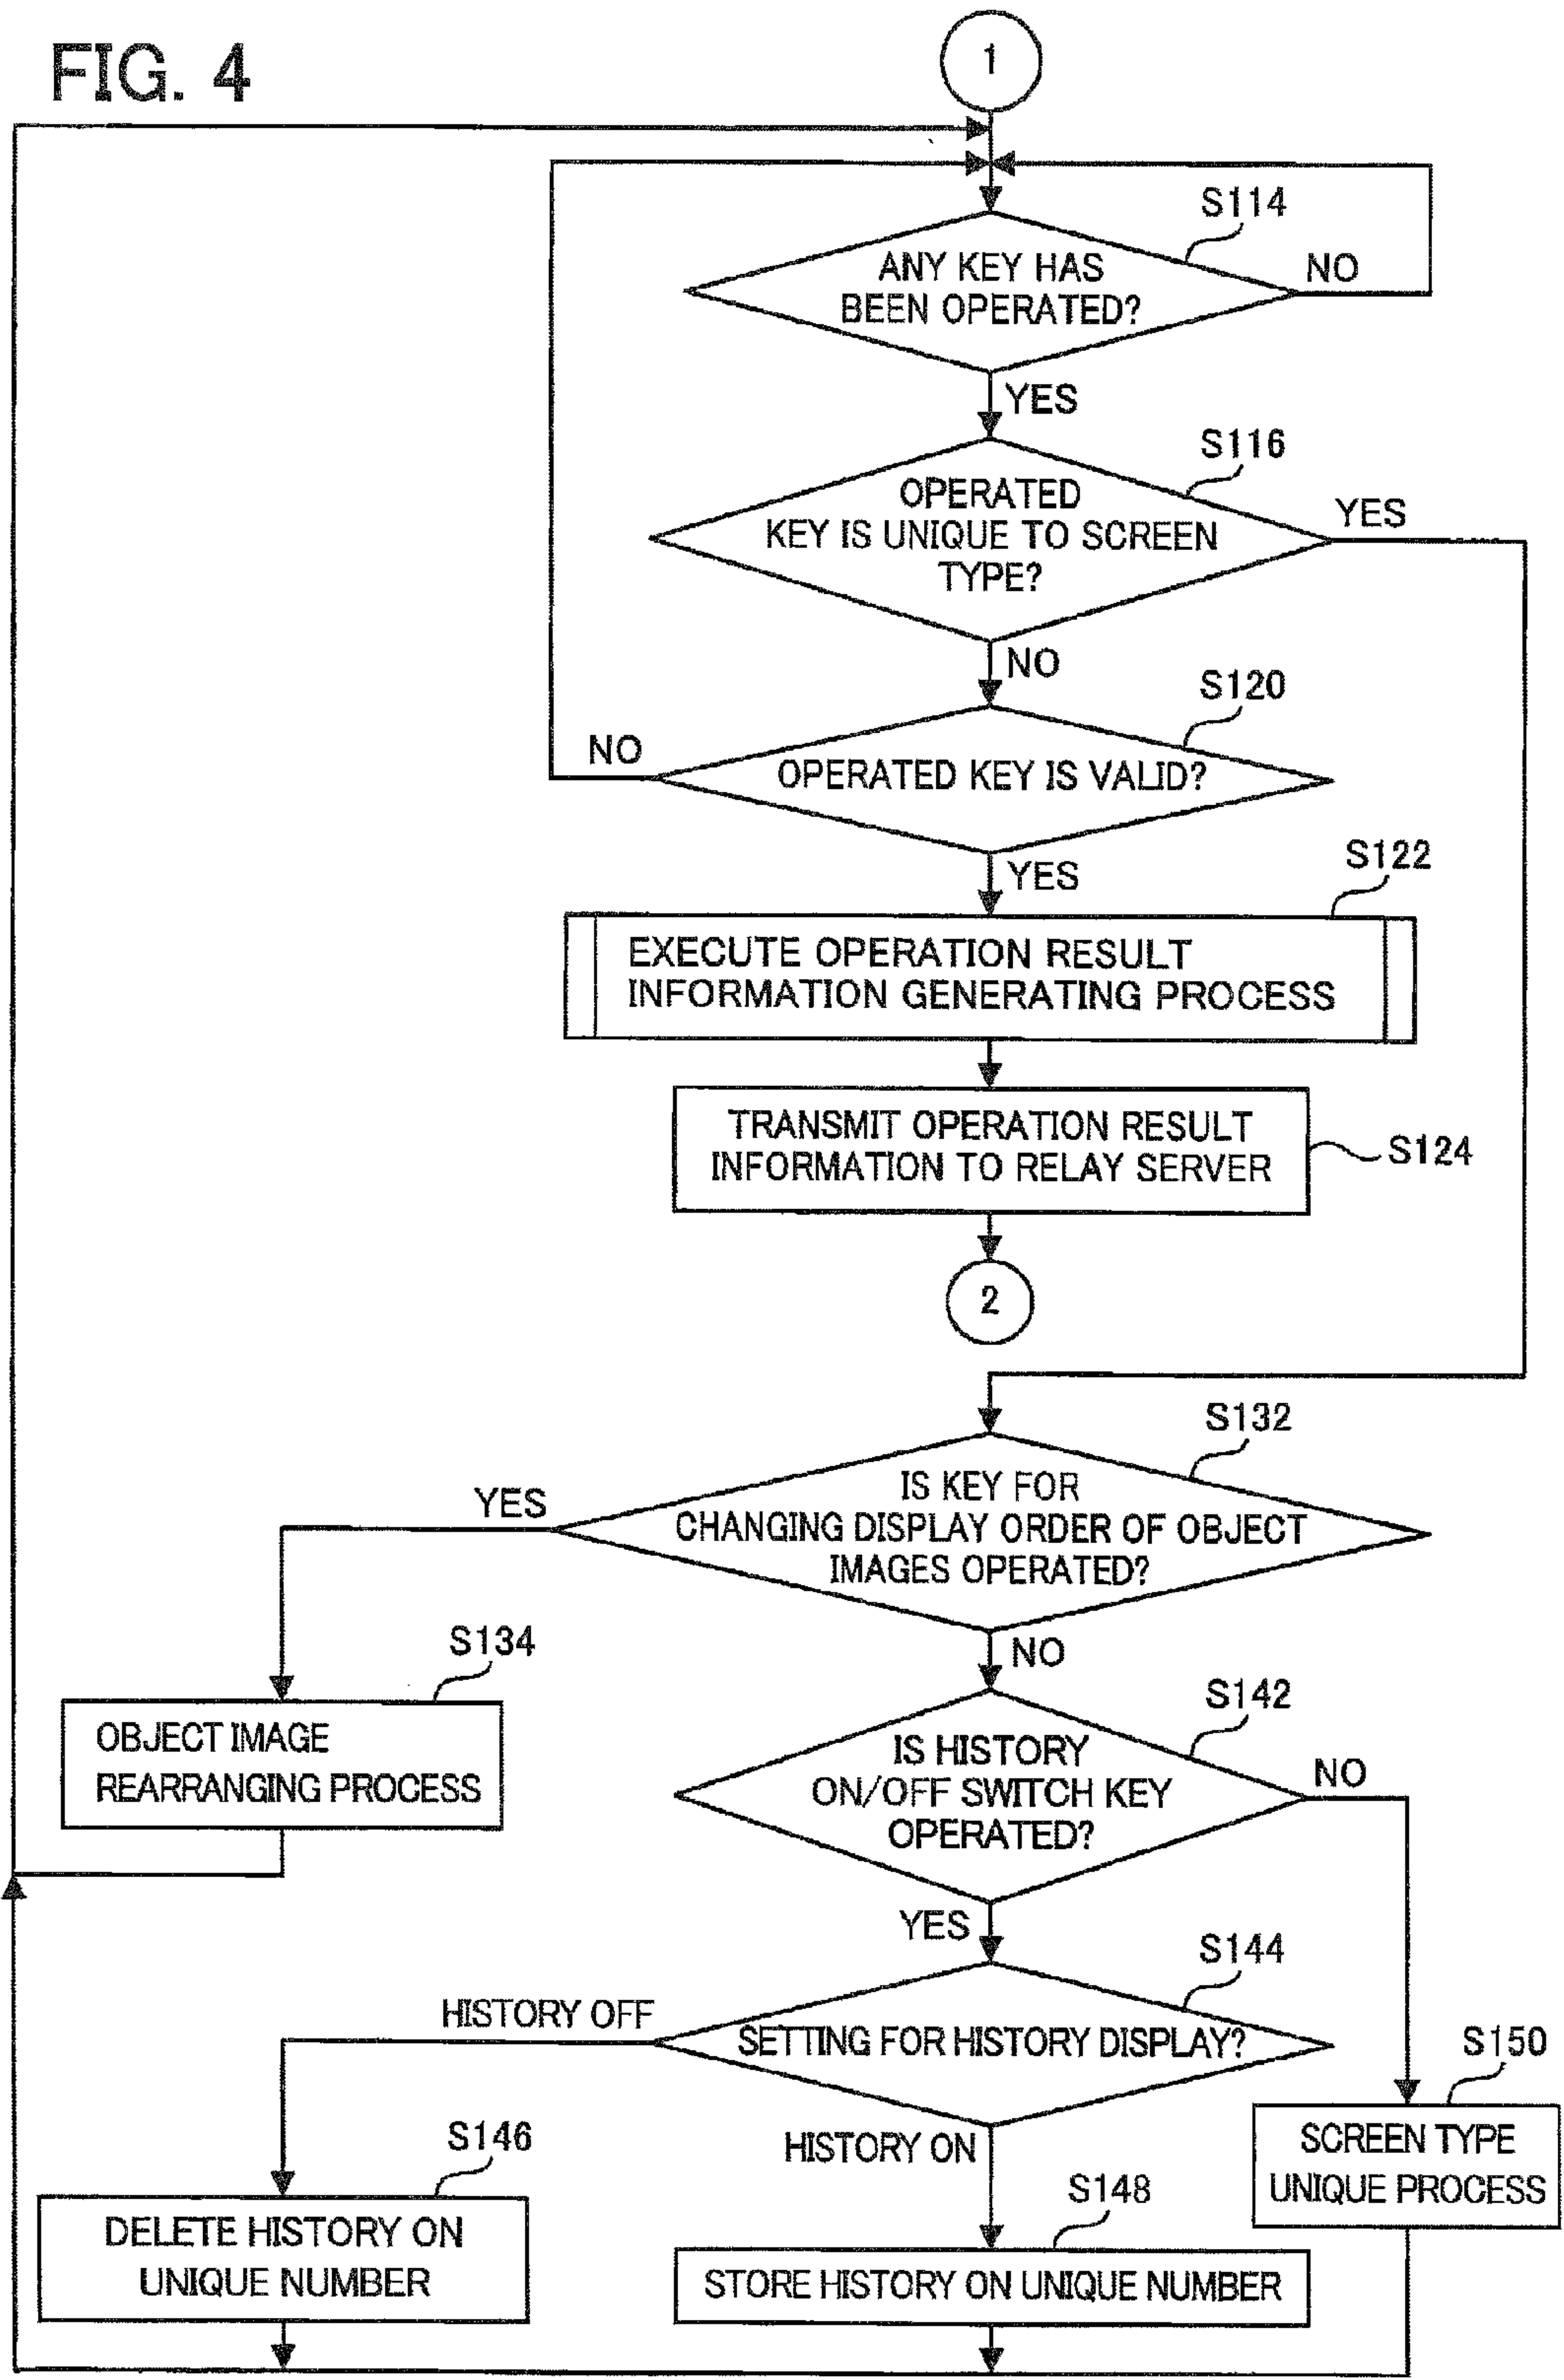 FIG. 4
1
S114
ANY KEY HAS
BEEN OPERATED?
NO
YES
S116
OPERATED
KEY IS UNIQUE TO SCREEN
TYPE?
YES
NO
S120
NO
OPERATED KEY IS VALID?
YES
S122
EXECUTE OPERATION RESULT
INFORMATION GENERATING PROCESS
TRANSMIT OPERATION RESULT
INFORMATION TO RELAY SERVER
S124
2
S132
YES
IS KEY FOR
CHANGING DISPLAY ORDER OF OBJECT
IMAGES OPERATED?
NO
S134
OBJECT IMAGE
REARRANGING PROCESS
S142
IS HISTORY
ON/OFF SWITCH KEY
OPERATED?
NO
YES
S144
HISTORY OFF
SETTING FOR HISTORY DISPLAY?
HISTORY ON
S150
SCREEN TYPE
UNIQUE PROCESS
S146
DELETE HISTORY ON
UNIQUE NUMBER
S148
STORE HISTORY ON UNIQUE NUMBER